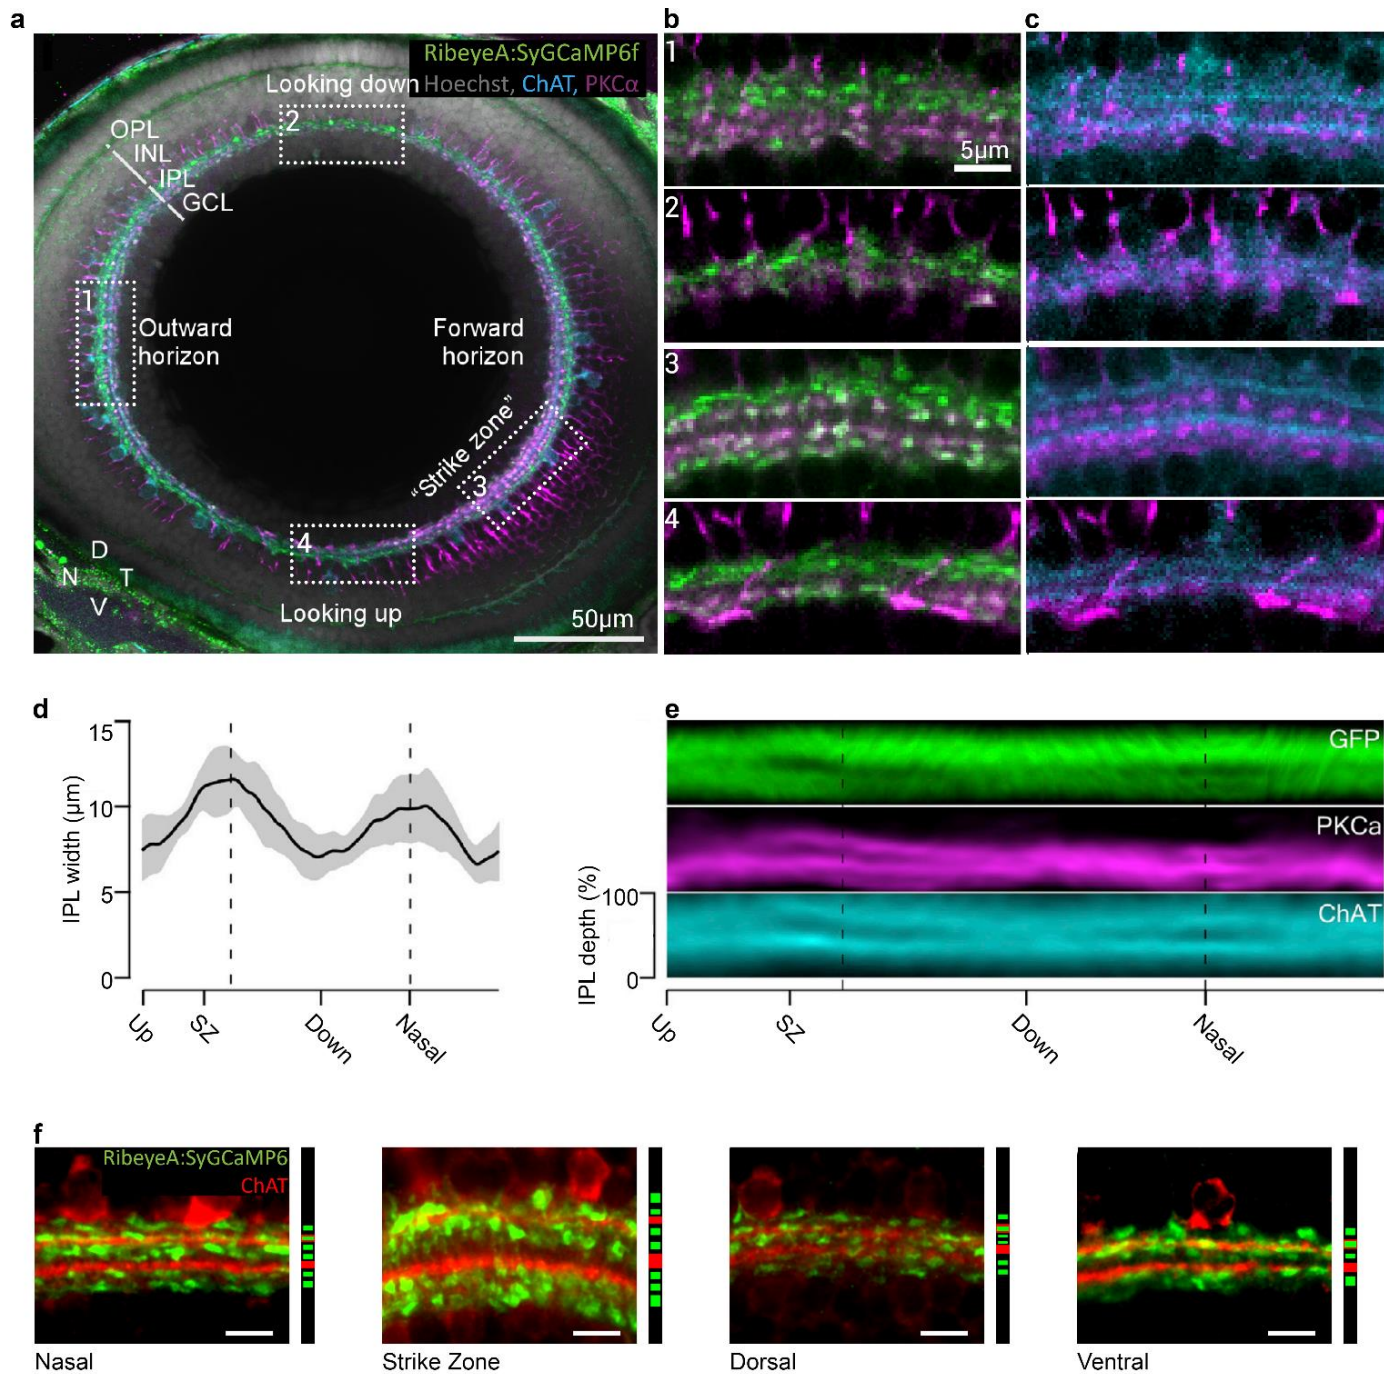 a
RibeyeA:SyGCaMP6f
Hoechst, ChAT, PKCα
Looking down
2
OPL
INL
IPL
GCL
1
Outward
horizon
Forward
horizon
“Strike zone”
3
4
Looking up
D
N T
V
50µm
b
1
5µm
2
3
4
c
d
IPL width (µm)
15
10
5
0
Up
SZ
Down
Nasal
e
GFP
PKCa
ChAT
IPL depth (%)
100
0
Up
SZ
Down
Nasal
f
RibeyeA:SyGCaMP6
ChAT
Nasal
Strike Zone
Dorsal
Ventral